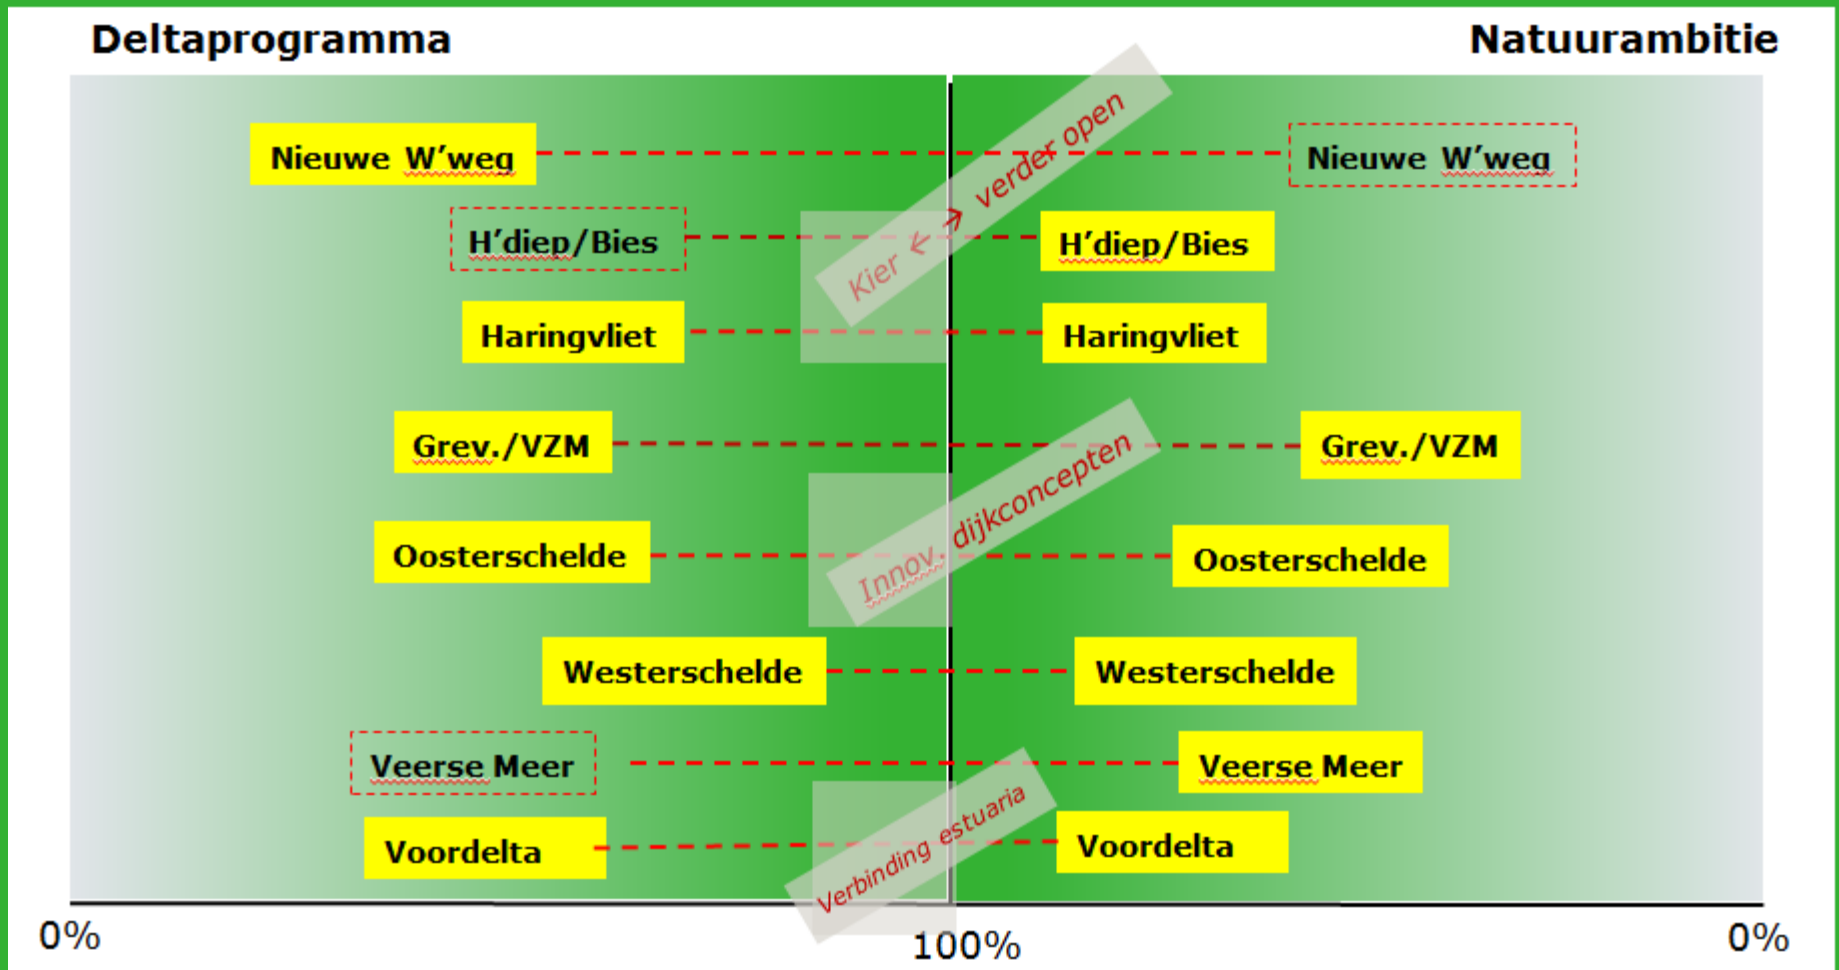 Deltaprogramma
Natuurambitie
Nieuwe W’weg
Nieuwe W’weg
Kier ← → verder open
H’diep/Bies
H’diep/Bies
Haringvliet
Haringvliet
Grev./VZM
Grev./VZM
Innov. dijkconcepten
Oosterschelde
Oosterschelde
Westerschelde
Westerschelde
Veerse Meer
Veerse Meer
Verbinding estuaria
Voordelta
Voordelta
0%
100%
0%